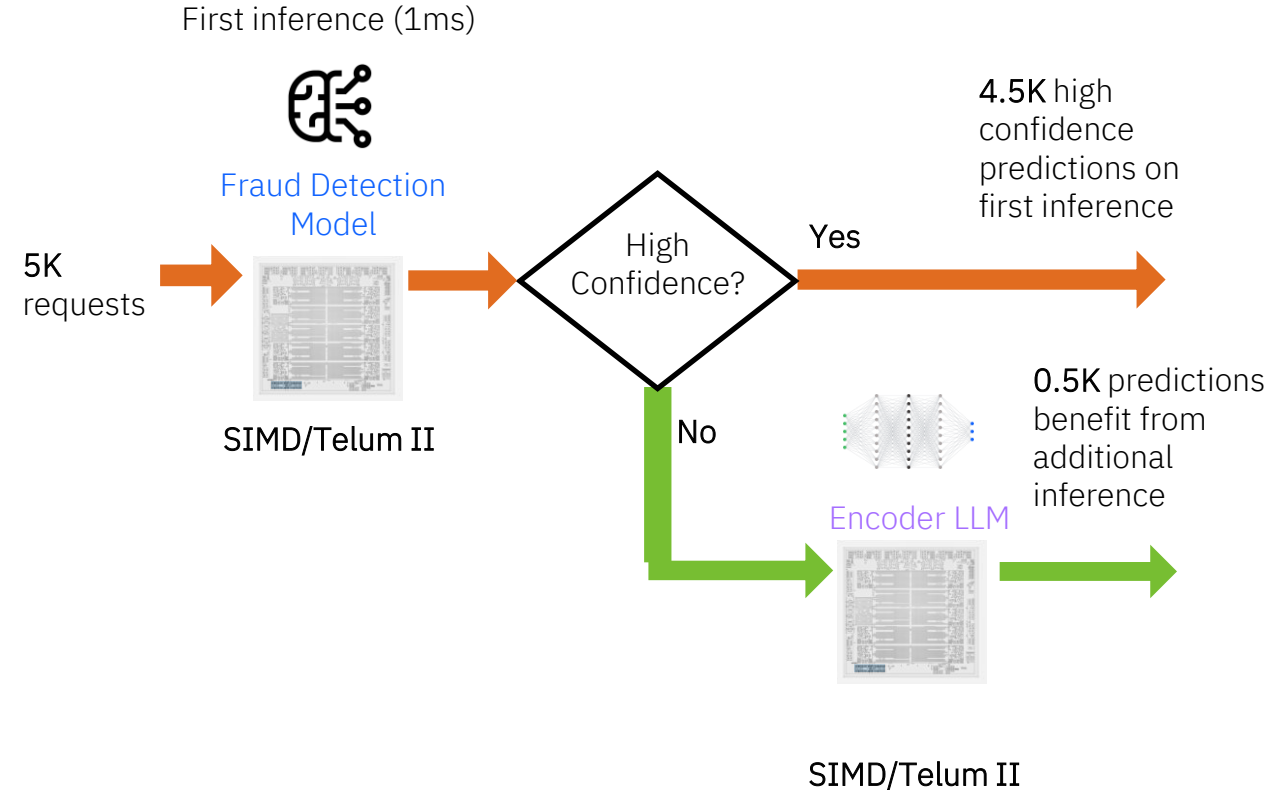 First inference (1ms)
Fraud Detection
Model
5K
requests
SIMD/Telum II
High
Confidence?
Yes
4.5K high
confidence
predictions on
first inference
No
Encoder LLM
0.5K predictions
benefit from
additional
inference
SIMD/Telum II